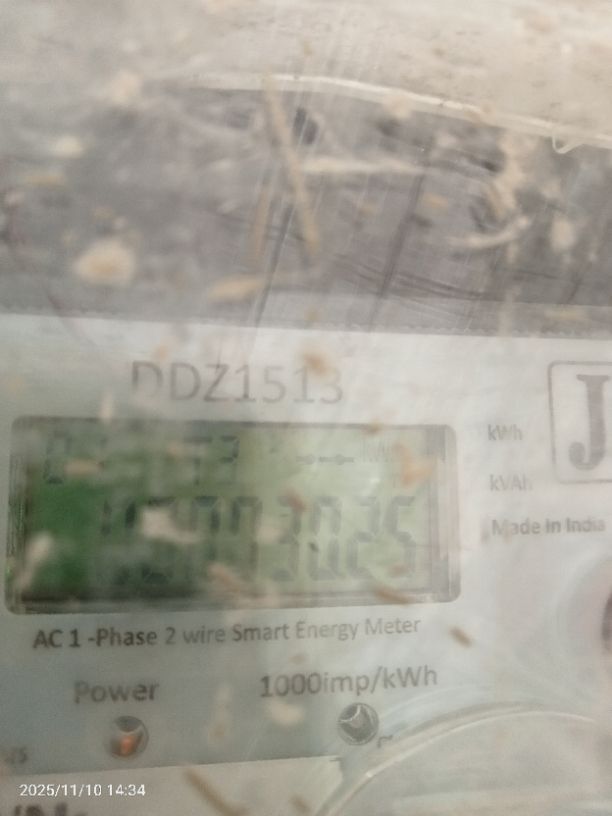 DDZ1513
kWh
J
kVAh
Made in India
AC 1 -Phase 2 wire Smart Energy Meter
Power
1000imp/kWh
2025/11/10 14:34